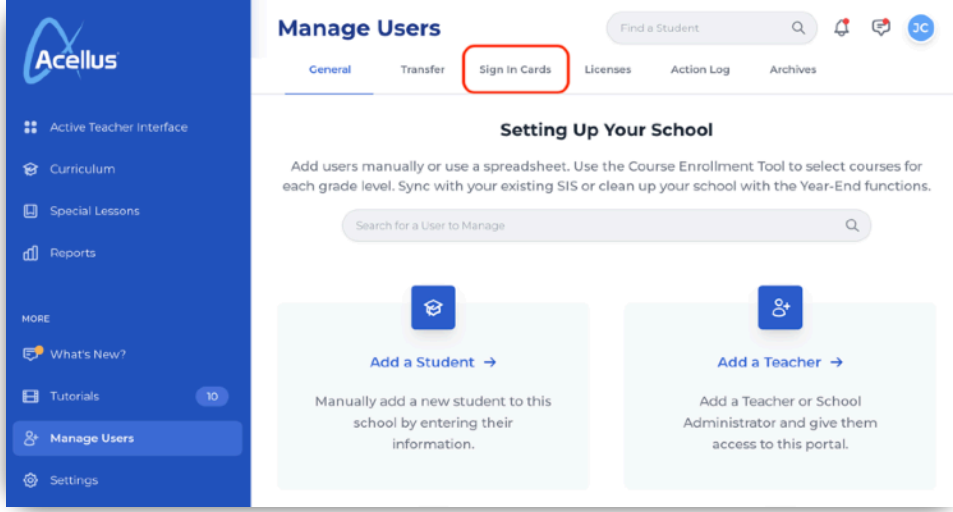 Acellus
Active Teacher Interface
Curriculum
Special Lessons
Reports
MORE
What's New?
Tutorials
10
Manage Users
Settings
Manage Users
Find a Student
JC
General
Transfer
Sign In Cards
Licenses
Action Log
Archives
Setting Up Your School
Add users manually or use a spreadsheet. Use the Course Enrollment Tool to select courses for
each grade level. Sync with your existing SIS or clean up your school with the Year-End functions.
Search for a User to Manage
Add a Student →
Manually add a new student to this
school by entering their
information.
Add a Teacher →
Add a Teacher or School
Administrator and give them
access to this portal.